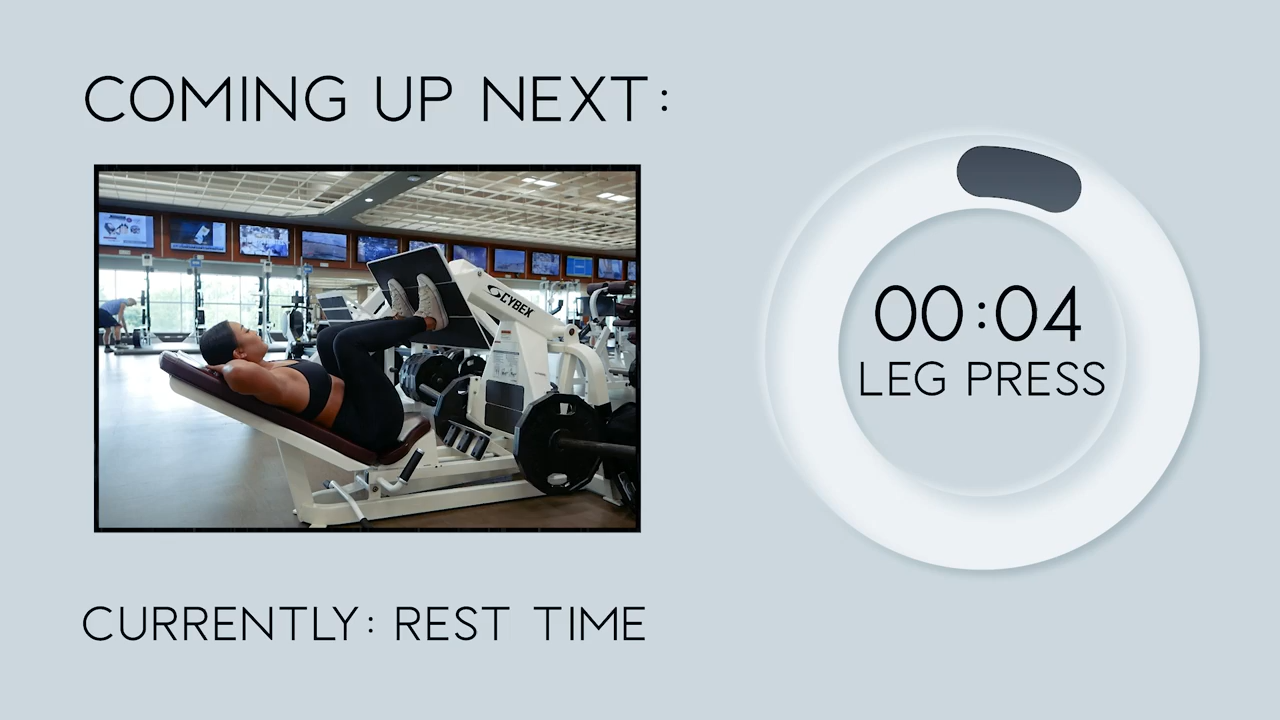 COMING UP NEXT:
CYBEX
00:04
LEG PRESS
CURRENTLY: REST TIME